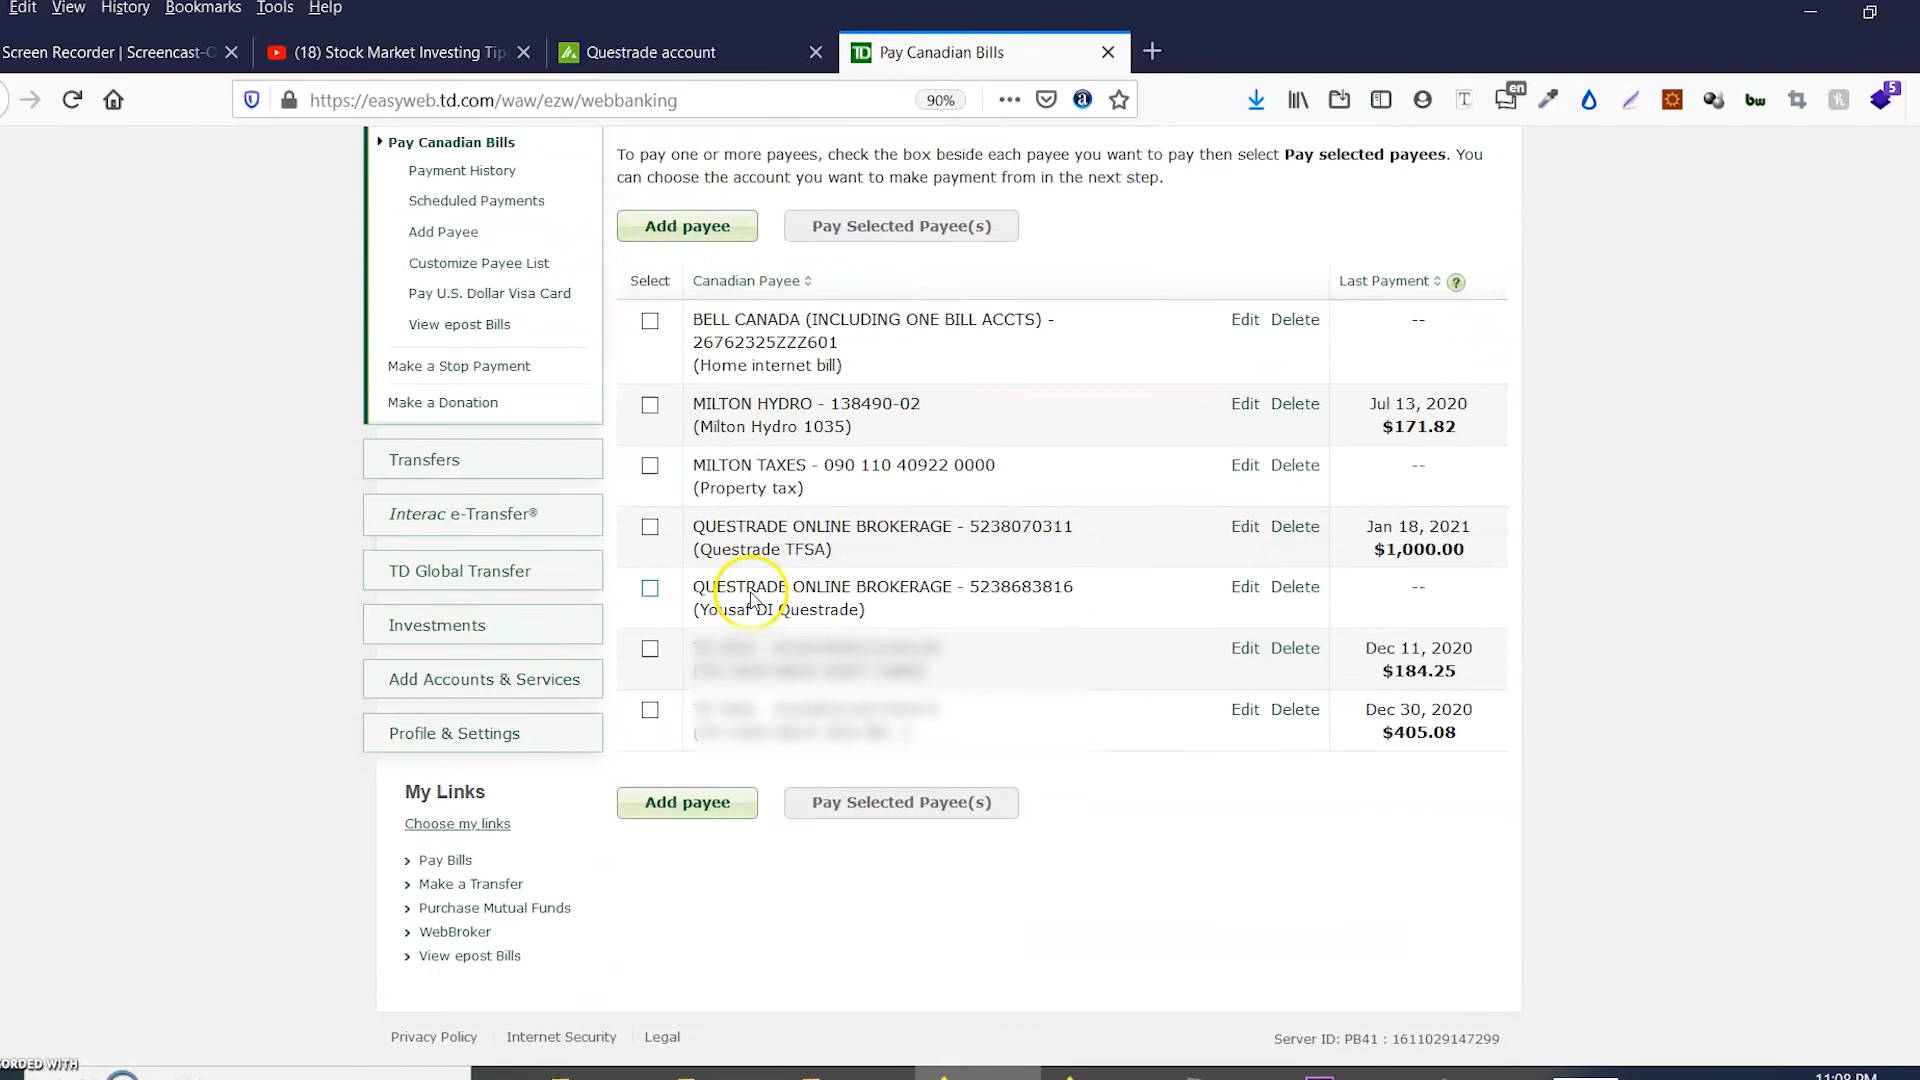 Edit View History Bookmarks Tools Help
Screen Recorder | Screencast-O
(18) Stock Market Investing Tip
Questrade account
TD Pay Canadian Bills
https://easyweb.td.com/waw/ezw/webbanking
90%
en
bw
5
Pay Canadian Bills
Payment History
Scheduled Payments
Add Payee
Customize Payee List
Pay U.S. Dollar Visa Card
View epost Bills
Make a Stop Payment
Make a Donation
Transfers
Interac e-Transfer®
TD Global Transfer
Investments
Add Accounts & Services
Profile & Settings
My Links
Choose my links
Pay Bills
Make a Transfer
Purchase Mutual Funds
WebBroker
View epost Bills
To pay one or more payees, check the box beside each payee you want to pay then select Pay selected payees. You
can choose the account you want to make payment from in the next step.
Add payee Pay Selected Payee(s)
Select Canadian Payee Last Payment ?
BELL CANADA (INCLUDING ONE BILL ACCTS) - Edit Delete --
26762325ZZZ601
(Home internet bill)
MILTON HYDRO - 138490-02 Edit Delete Jul 13, 2020
(Milton Hydro 1035) $171.82
MILTON TAXES - 090 110 40922 0000 Edit Delete --
(Property tax)
QUESTRADE ONLINE BROKERAGE - 5238070311 Edit Delete Jan 18, 2021
(Questrade TFSA) $1,000.00
QUESTRADE ONLINE BROKERAGE - 5238683816 Edit Delete --
(Yousaf DI Questrade)
Edit Delete Dec 11, 2020
$184.25
Edit Delete Dec 30, 2020
$405.08
Add payee Pay Selected Payee(s)
Privacy Policy Internet Security Legal Server ID: PB41 : 1611029147299
CORDED WITH
11:08 PM